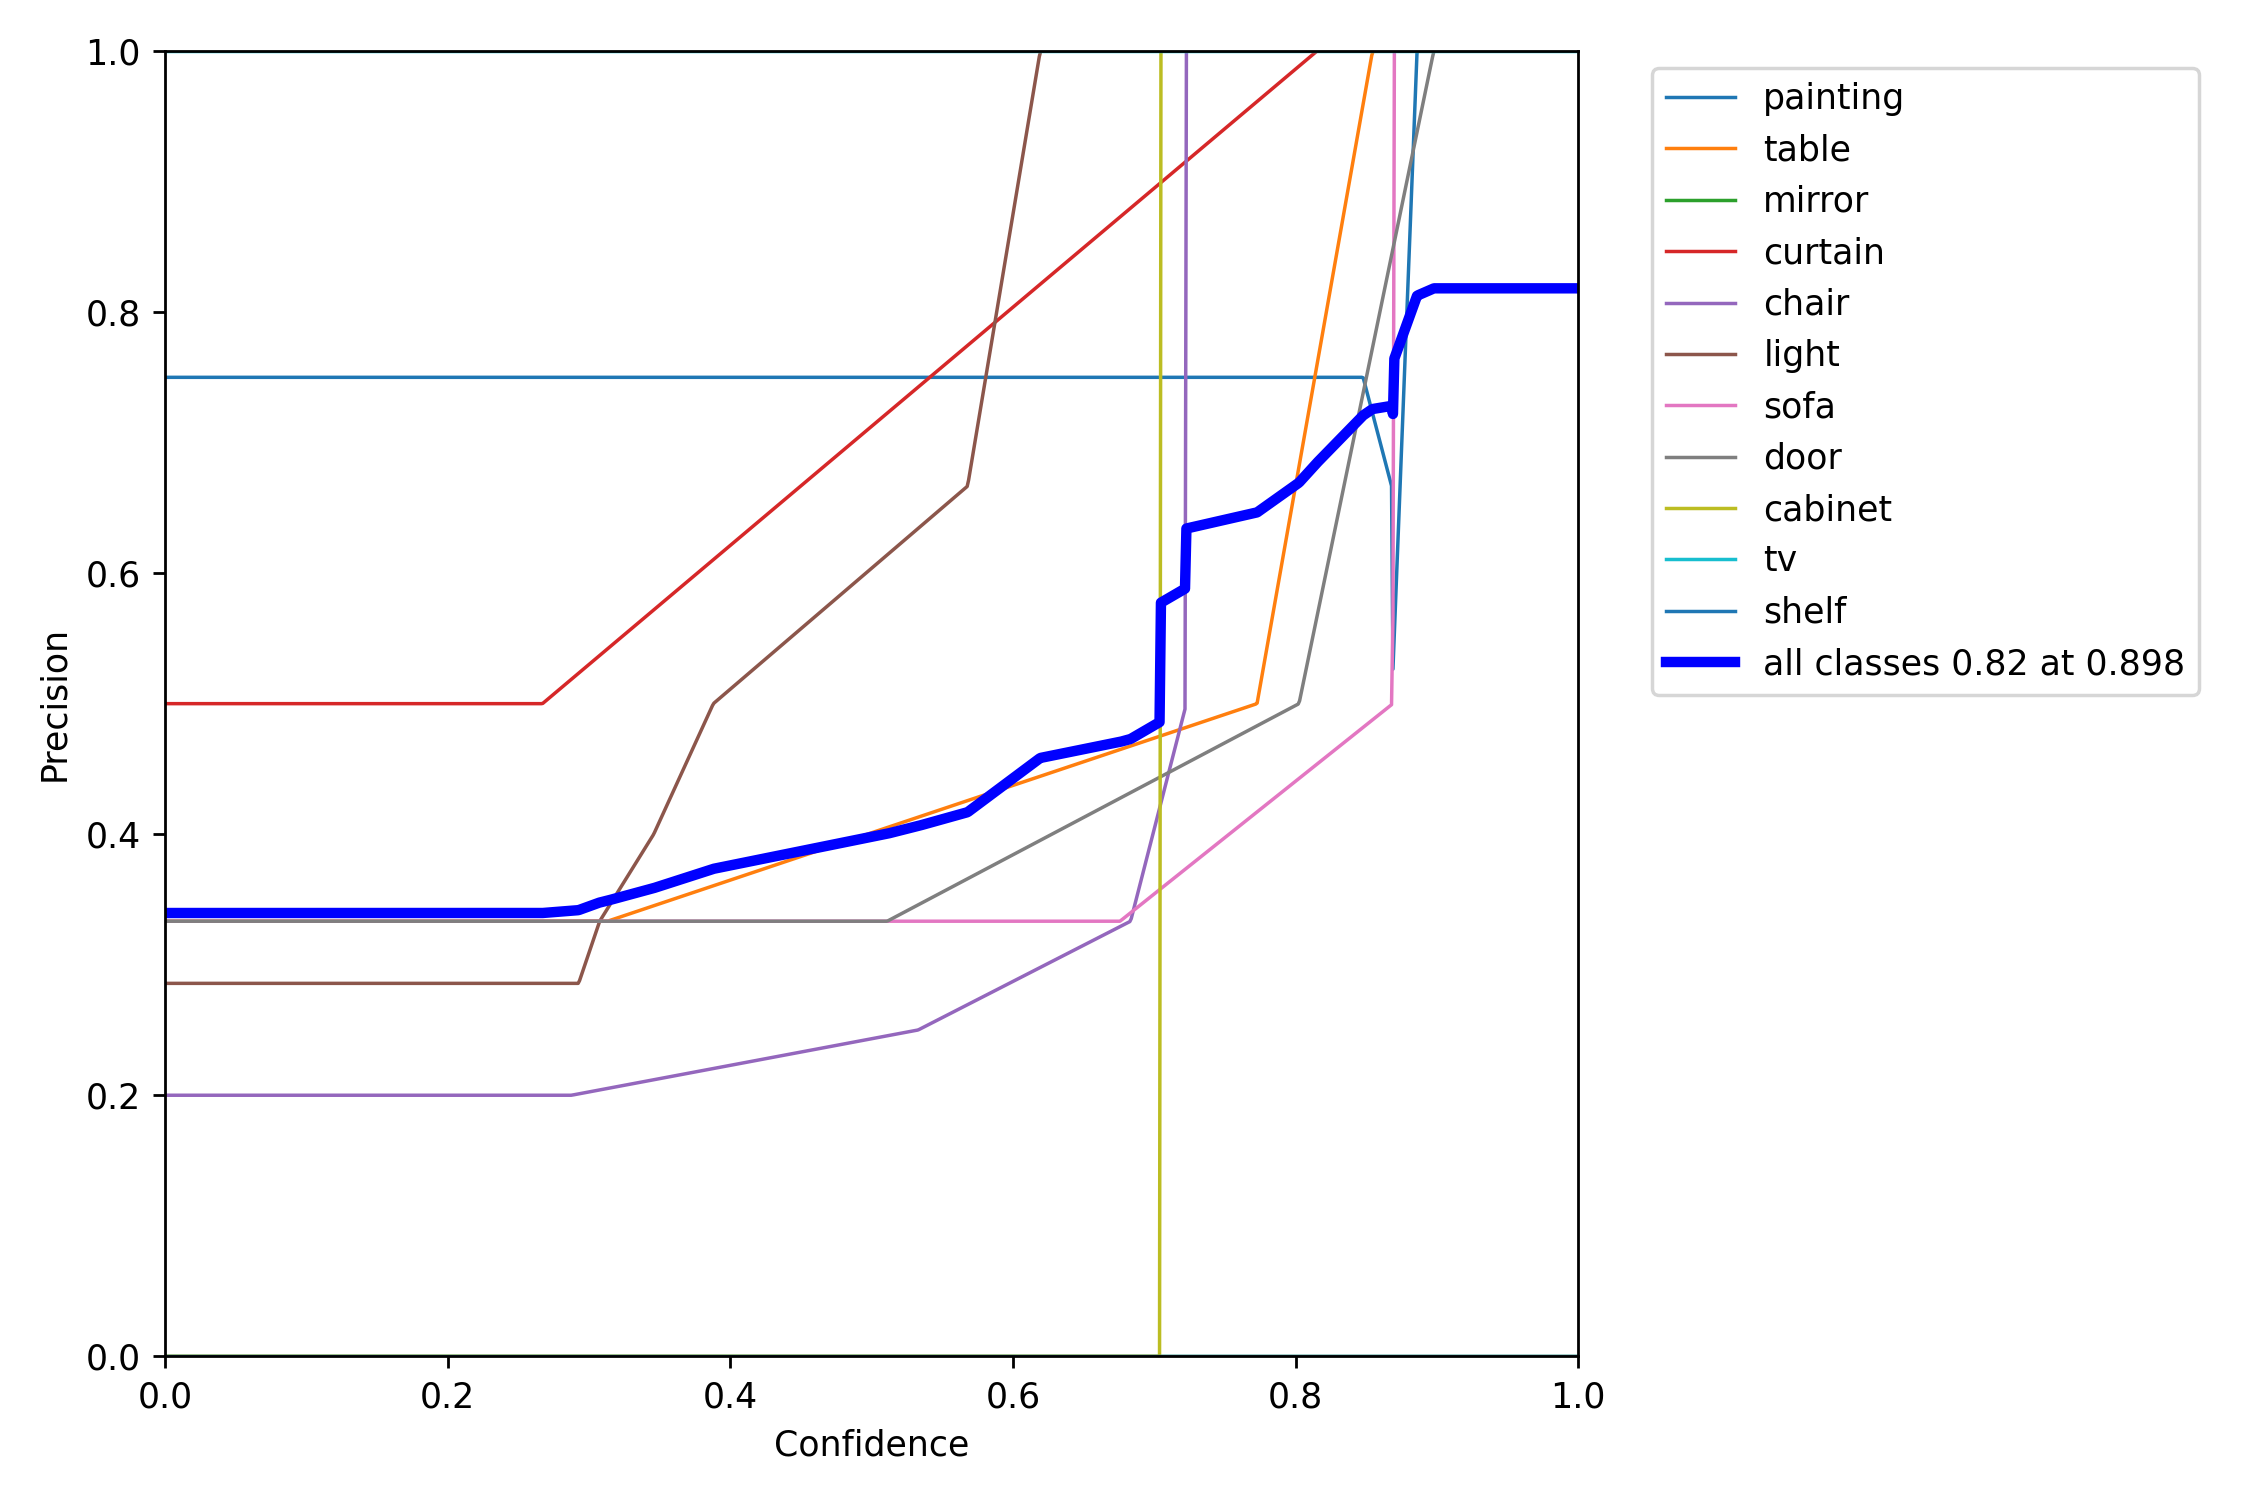 1.0
0.8
0.6
0.4
0.2
0.0
Precision
0.0 0.2 0.4 0.6 0.8 1.0
Confidence
painting
table
mirror
curtain
chair
light
sofa
door
cabinet
tv
shelf
all classes 0.82 at 0.898